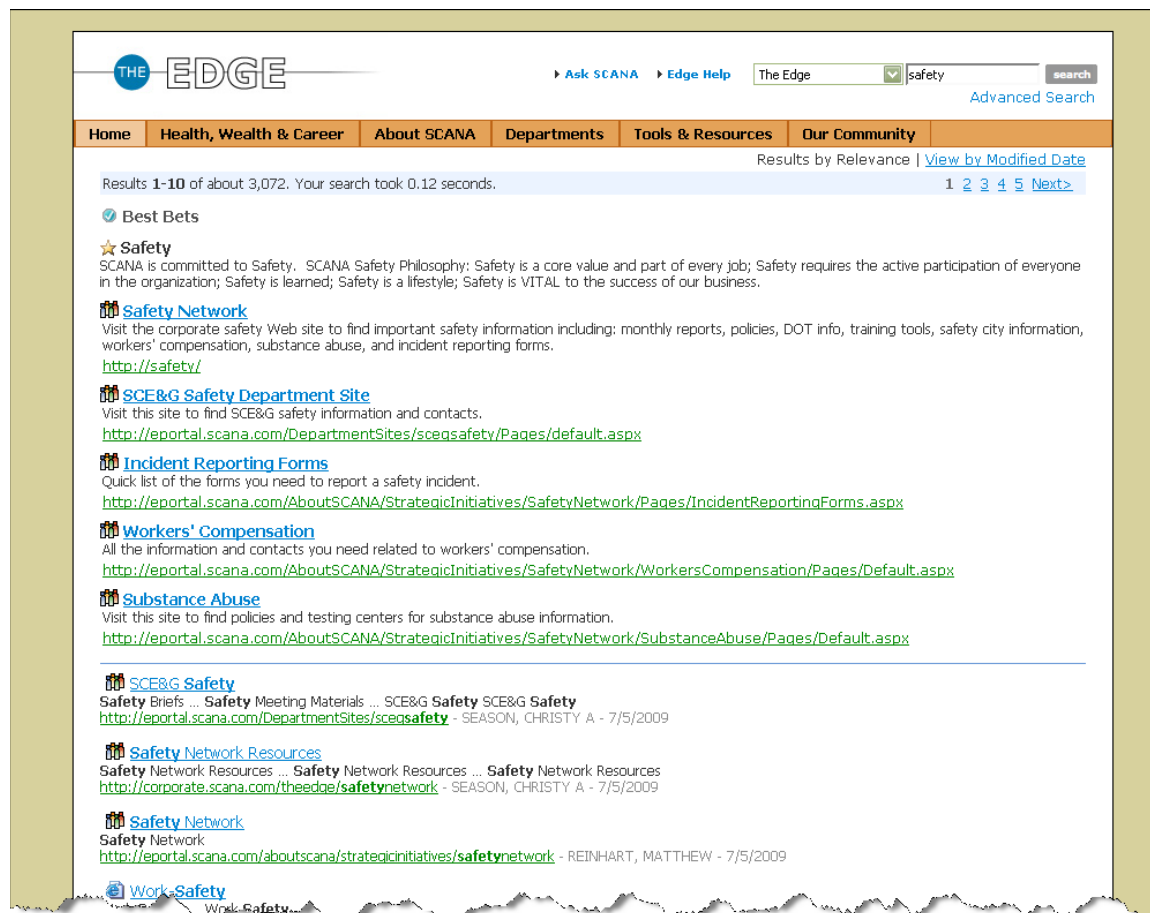 THE EDGE
Ask SCANA Edge Help The Edge safety search
Advanced Search
Home Health, Wealth & Career About SCANA Departments Tools & Resources Our Community
Results by Relevance | View by Modified Date
Results 1-10 of about 3,072. Your search took 0.12 seconds. 1 2 3 4 5 Next>
Best Bets
Safety
SCANA is committed to Safety. SCANA Safety Philosophy: Safety is a core value and part of every job; Safety requires the active participation of everyone
in the organization; Safety is learned; Safety is a lifestyle; Safety is VITAL to the success of our business.
Safety Network
Visit the corporate safety Web site to find important safety information including: monthly reports, policies, DOT info, training tools, safety city information,
workers' compensation, substance abuse, and incident reporting forms.
http://safety/
SCE&G Safety Department Site
Visit this site to find SCE&G safety information and contacts.
http://eportal.scana.com/DepartmentSites/scegsafety/Pages/default.aspx
Incident Reporting Forms
Quick list of the forms you need to report a safety incident.
http://eportal.scana.com/AboutSCANA/StrategicInitiatives/SafetyNetwork/Pages/IncidentReportingForms.aspx
Workers' Compensation
All the information and contacts you need related to workers' compensation.
http://eportal.scana.com/AboutSCANA/StrategicInitiatives/SafetyNetwork/WorkersCompensation/Pages/Default.aspx
Substance Abuse
Visit this site to find policies and testing centers for substance abuse information.
http://eportal.scana.com/AboutSCANA/StrategicInitiatives/SafetyNetwork/SubstanceAbuse/Pages/Default.aspx
SCE&G Safety
Safety Briefs ... Safety Meeting Materials ... SCE&G Safety SCE&G Safety
http://eportal.scana.com/DepartmentSites/scegsafety - SEASON, CHRISTY A - 7/5/2009
Safety Network Resources
Safety Network Resources ... Safety Network Resources ... Safety Network Resources
http://corporate.scana.com/theedge/safetynetwork - SEASON, CHRISTY A - 7/5/2009
Safety Network
Safety Network
http://eportal.scana.com/aboutscana/strategicinitiatives/safetynetwork - REINHART, MATTHEW - 7/5/2009
Work-Safety
Work-Safety